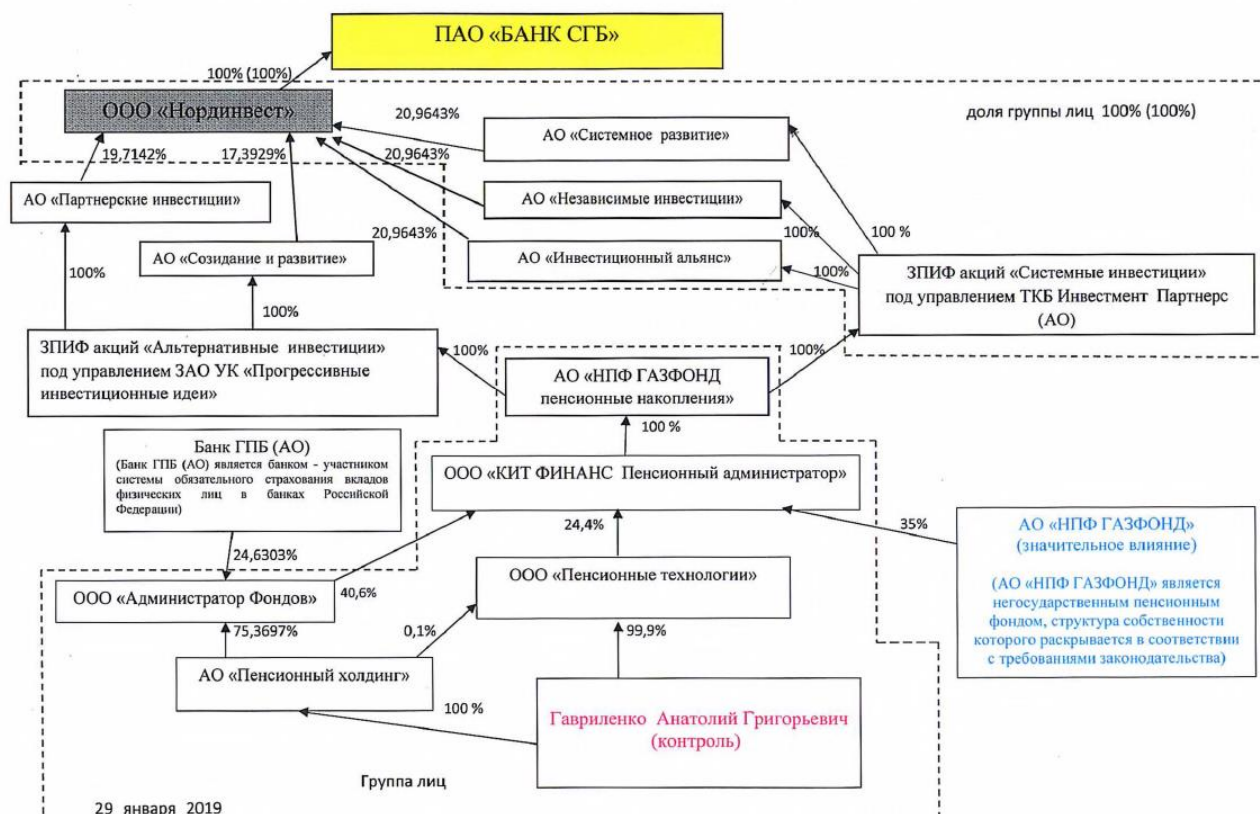 ПАО «БАНК СГБ»
100% (100%)
ООО «Нординвест»
доля группы лиц 100% (100%)
20,9643%
АО «Системное развитие»
19,7142%
17,3929%
20,9643%
АО «Партнерские инвестиции»
АО «Независимые инвестиции»
20,9643%
100%
100 %
АО «Созидание и развитие»
АО «Инвестиционный альянс»
100%
100%
ЗПИФ акций «Системные инвестиции»
под управлением ТКБ Инвестмент Партнерс
(АО)
100%
ЗПИФ акций «Альтернативные инвестиции»
под управлением ЗАО УК «Прогрессивные
инвестиционные идеи»
100%
100%
АО «НПФ ГАЗФОНД
пенсионные накопления»
100 %
Банк ГПБ (АО)
(Банк ГПБ (АО) является банком - участником
системы обязательного страхования вкладов
физических лиц в банках Российской
Федерации)
ООО «КИТ ФИНАНС Пенсионный администратор»
24,4%
35%
АО «НПФ ГАЗФОНД»
(значительное влияние)
(АО «НПФ ГАЗФОНД» является
негосударственным пенсионным
фондом, структура собственности
которого раскрывается в соответствии
с требованиями законодательства)
24,6303%
ООО «Администратор Фондов»
40,6%
ООО «Пенсионные технологии»
75,3697%
0,1%
99,9%
АО «Пенсионный холдинг»
100 %
Гавриленко Анатолий Григорьевич
(контроль)
Группа лиц
29 января 2019